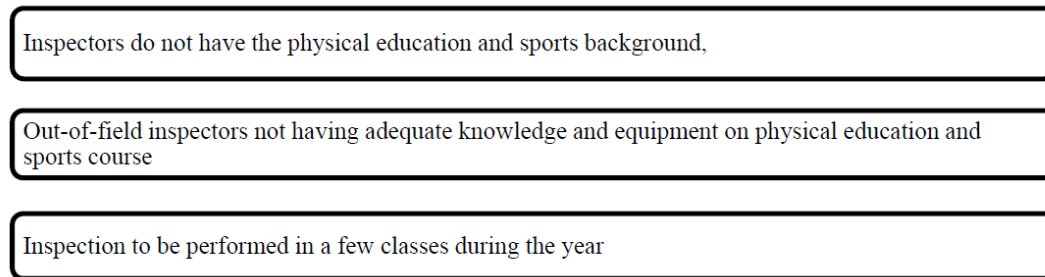 Inspectors do not have the physical education and sports background,
Out-of-field inspectors not having adequate knowledge and equipment on physical education and
sports course
Inspection to be performed in a few classes during the year